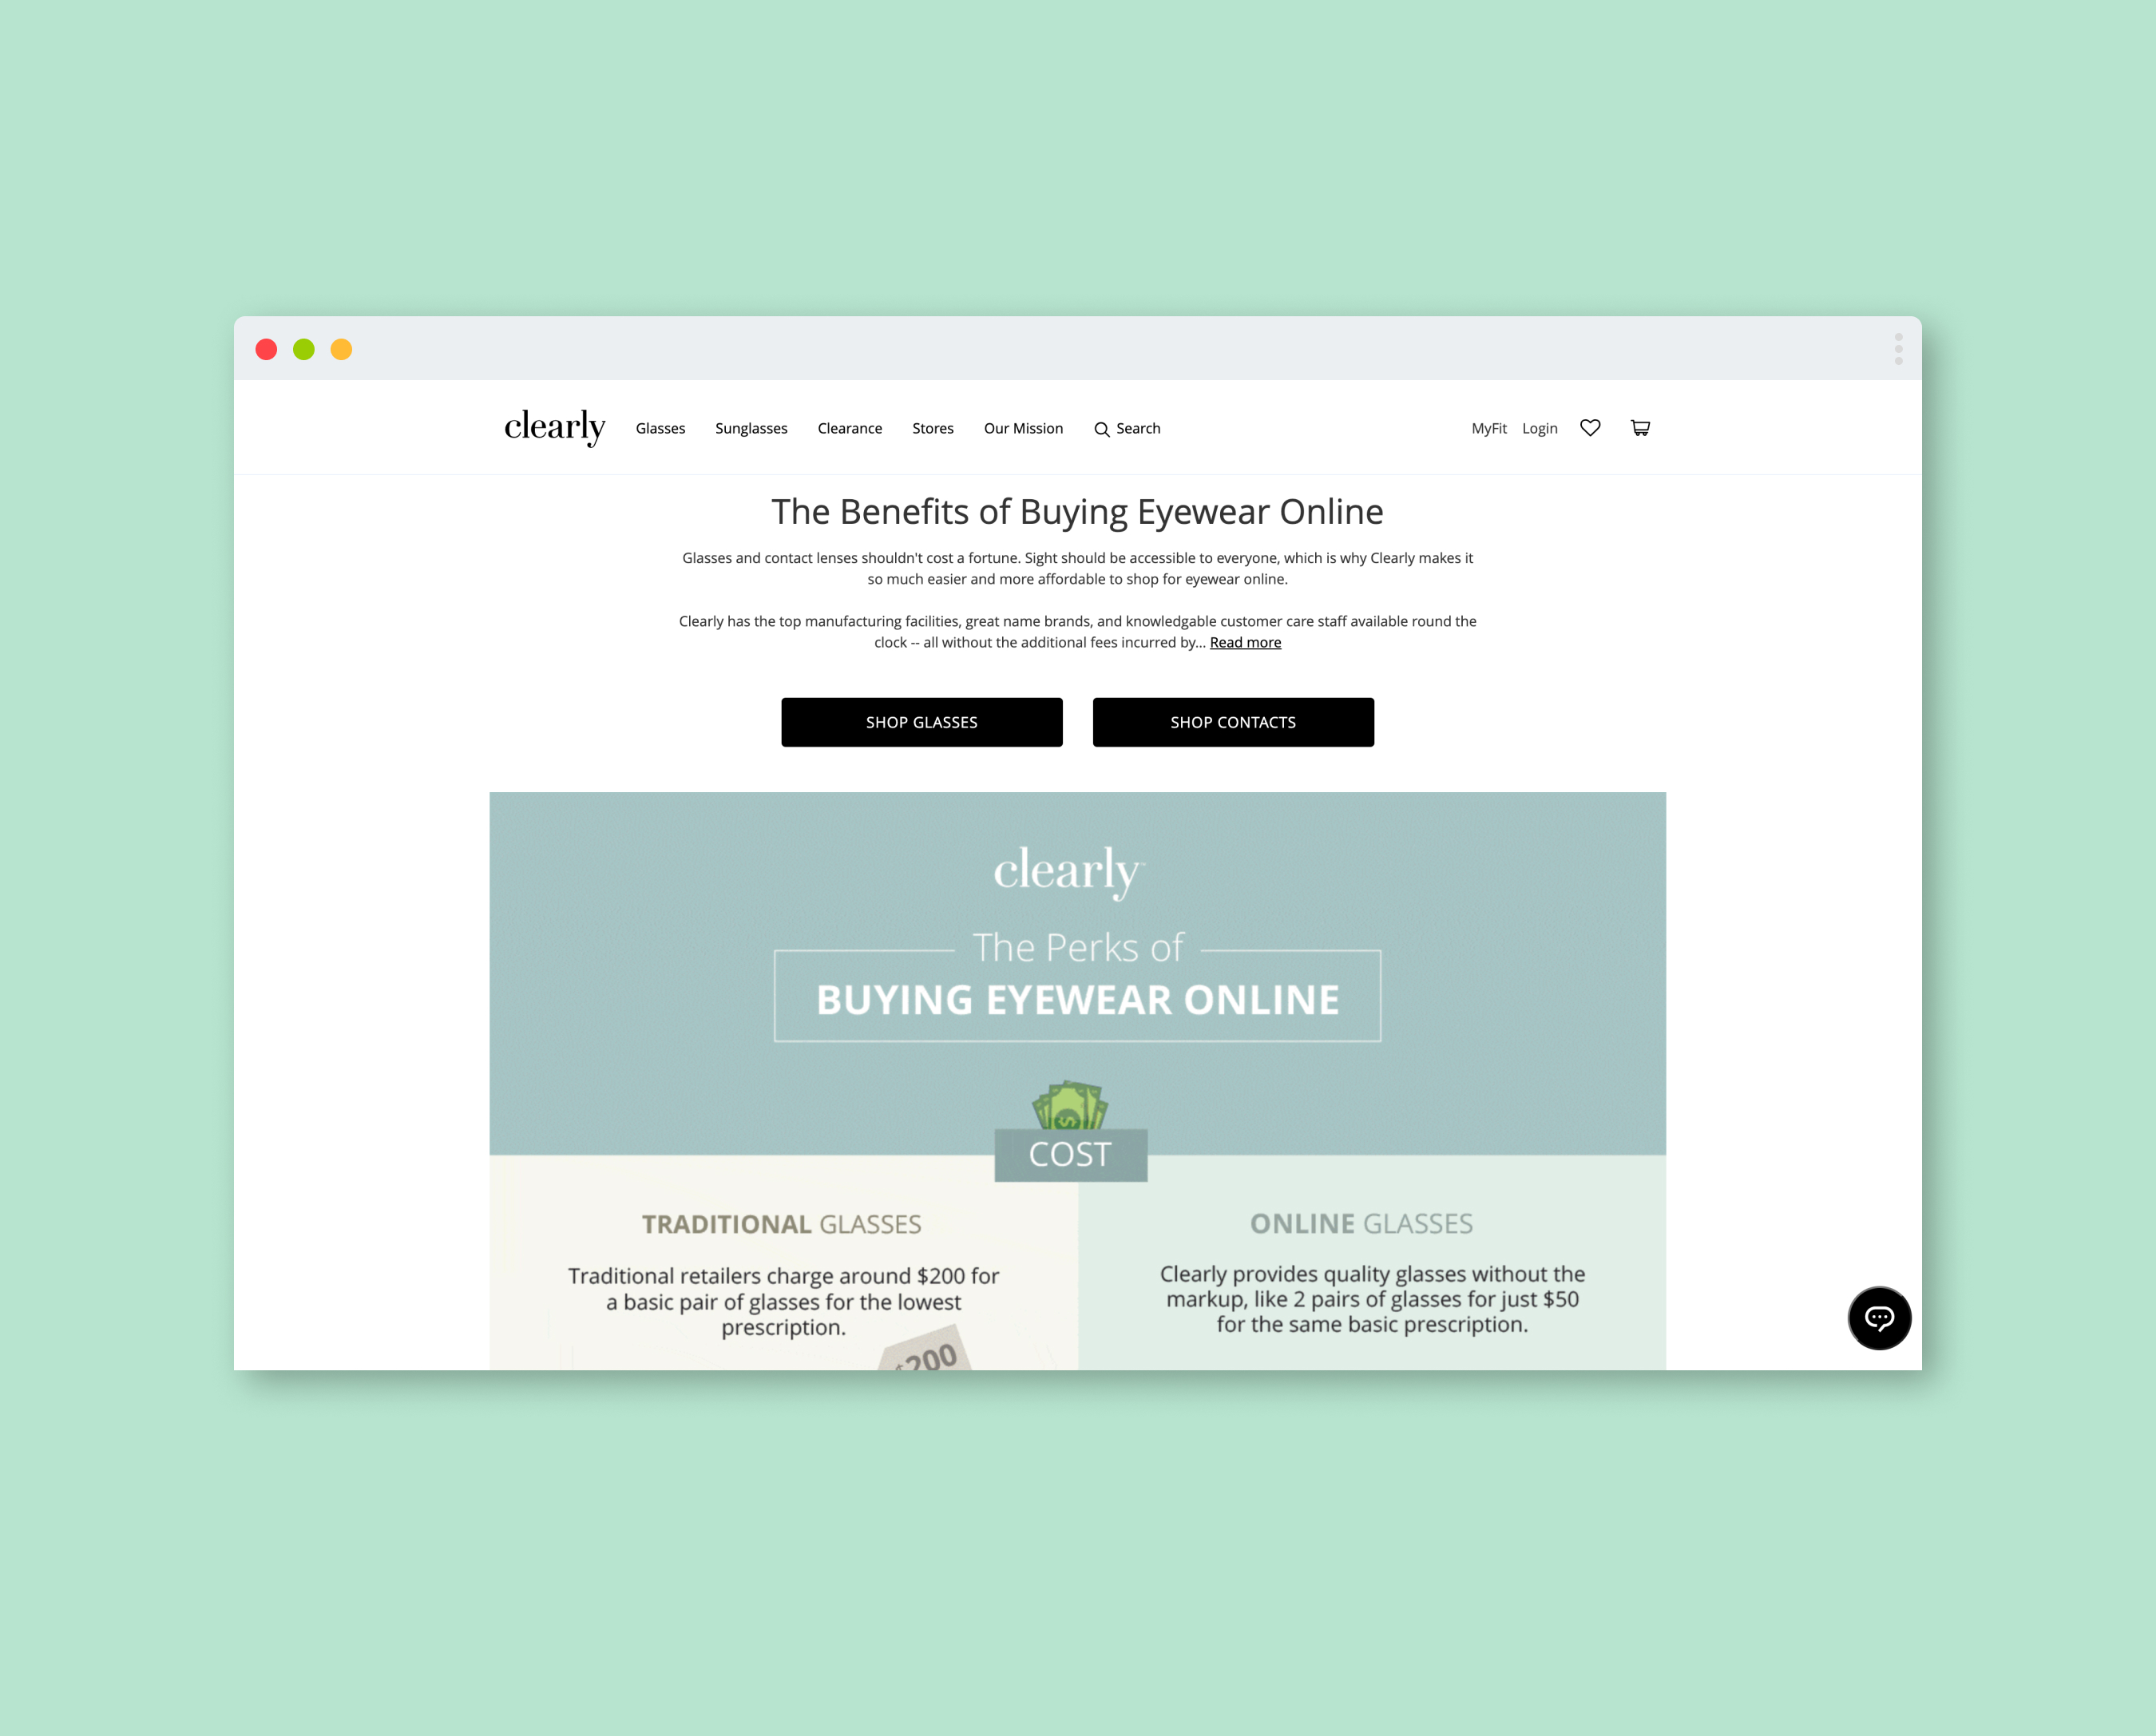 clearly Glasses Sunglasses Clearance Stores Our Mission Search MyFit Login
The Benefits of Buying Eyewear Online
Glasses and contact lenses shouldn't cost a fortune. Sight should be accessible to everyone, which is why Clearly makes it
so much easier and more affordable to shop for eyewear online.
Clearly has the top manufacturing facilities, great name brands, and knowledgable customer care staff available round the
clock -- all without the additional fees incurred by... Read more
SHOP GLASSES SHOP CONTACTS
clearly™
The Perks of
BUYING EYEWEAR ONLINE
$
COST
TRADITIONAL GLASSES
Traditional retailers charge around $200 for
a basic pair of glasses for the lowest
prescription.
$200
ONLINE GLASSES
Clearly provides quality glasses without the
markup, like 2 pairs of glasses for just $50
for the same basic prescription.